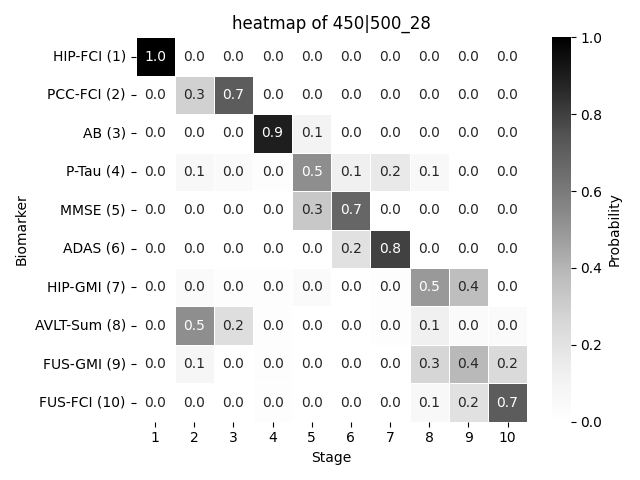 heatmap of 450|500_28
HIP-FCI (1) 1.0 0.0 0.0 0.0 0.0 0.0 0.0 0.0 0.0 0.0
PCC-FCI (2) 0.0 0.3 0.7 0.0 0.0 0.0 0.0 0.0 0.0 0.0
AB (3) 0.0 0.0 0.0 0.9 0.1 0.0 0.0 0.0 0.0 0.0
P-Tau (4) 0.0 0.1 0.0 0.0 0.5 0.1 0.2 0.1 0.0 0.0
MMSE (5) 0.0 0.0 0.0 0.0 0.3 0.7 0.0 0.0 0.0 0.0
ADAS (6) 0.0 0.0 0.0 0.0 0.0 0.2 0.8 0.0 0.0 0.0
HIP-GMI (7) 0.0 0.0 0.0 0.0 0.0 0.0 0.0 0.5 0.4 0.0
AVLT-Sum (8) 0.0 0.5 0.2 0.0 0.0 0.0 0.0 0.1 0.0 0.0
FUS-GMI (9) 0.0 0.1 0.0 0.0 0.0 0.0 0.0 0.3 0.4 0.2
FUS-FCI (10) 0.0 0.0 0.0 0.0 0.0 0.0 0.0 0.1 0.2 0.7
1 2 3 4 5 6 7 8 9 10
Stage
Biomarker
1.0
0.8
0.6
0.4
0.2
0.0
Probability